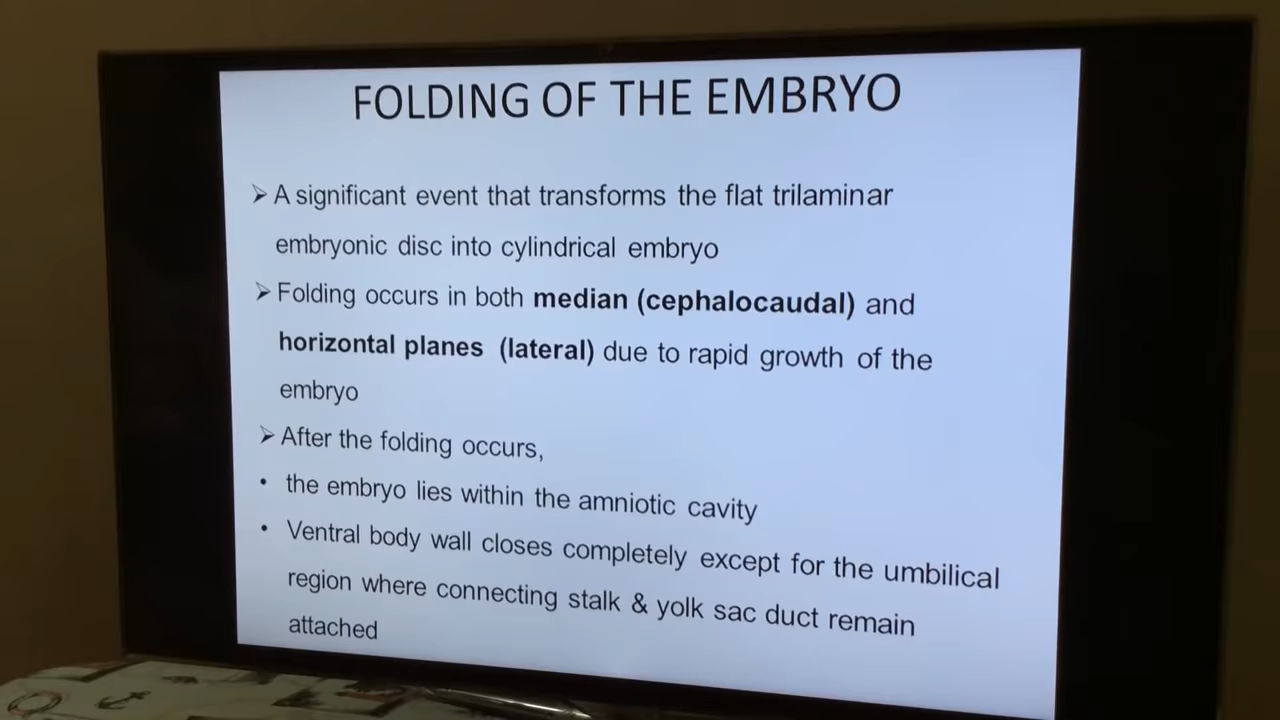 FOLDING OF THE EMBRYO
➢ A significant event that transforms the flat trilaminar
embryonic disc into cylindrical embryo
➢ Folding occurs in both median (cephalocaudal) and
horizontal planes (lateral) due to rapid growth of the
embryo
➢ After the folding occurs,
• the embryo lies within the amniotic cavity
• Ventral body wall closes completely except for the umbilical
region where connecting stalk & yolk sac duct remain
attached